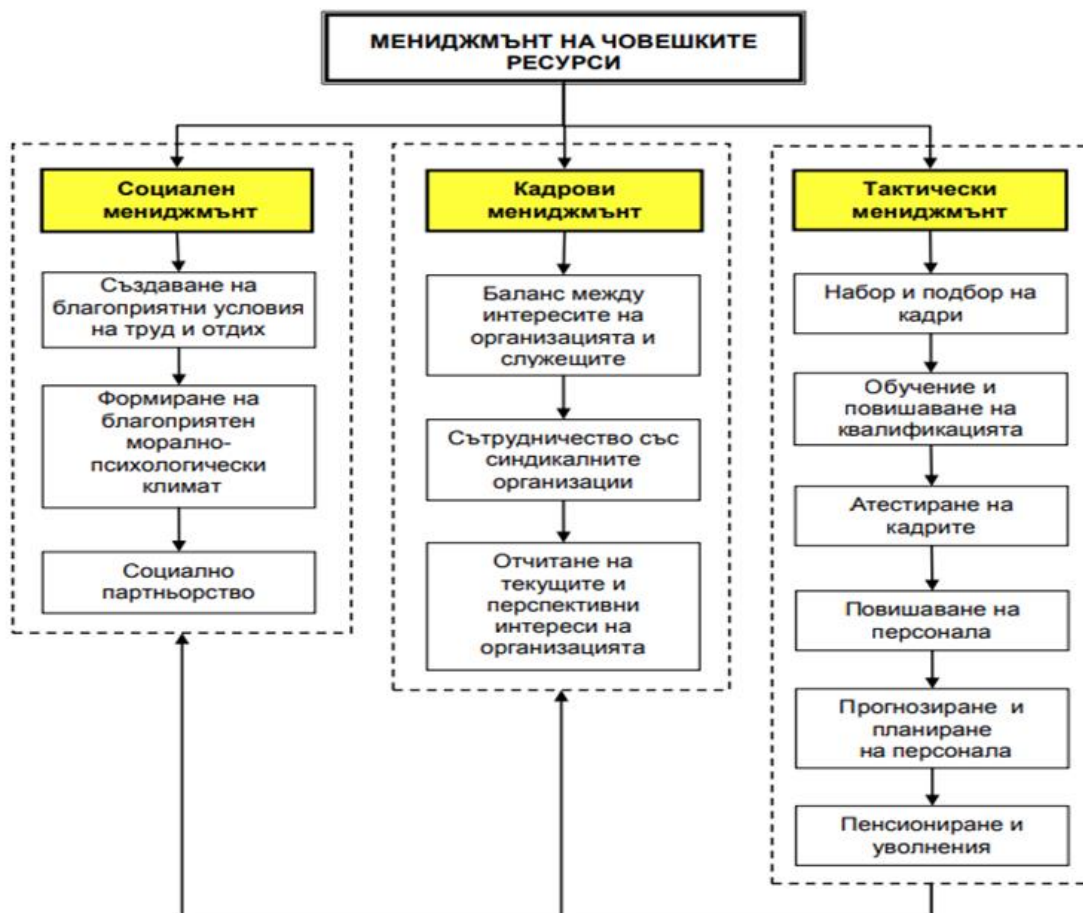 МЕНИДЖМЪНТ НА ЧОВЕШКИТЕ
РЕСУРСИ
Социален
мениджмънт
Създаване на
благоприятни условия
на труд и отдих
Формиране на
благоприятен
морално-
психологически
климат
Социално
партньорство
Кадрови
мениджмънт
Баланс между
интересите на
организацията и
служещите
Сътрудничество със
синдикалните
организации
Отчитане на
текущите и
перспективни
интереси на
организацията
Тактически
мениджмънт
Набор и подбор на
кадри
Обучение и
повишаване на
квалификацията
Атестиране на
кадрите
Повишаване на
персонала
Прогнозиране и
планиране
на персонала
Пенсиониране и
уволнения